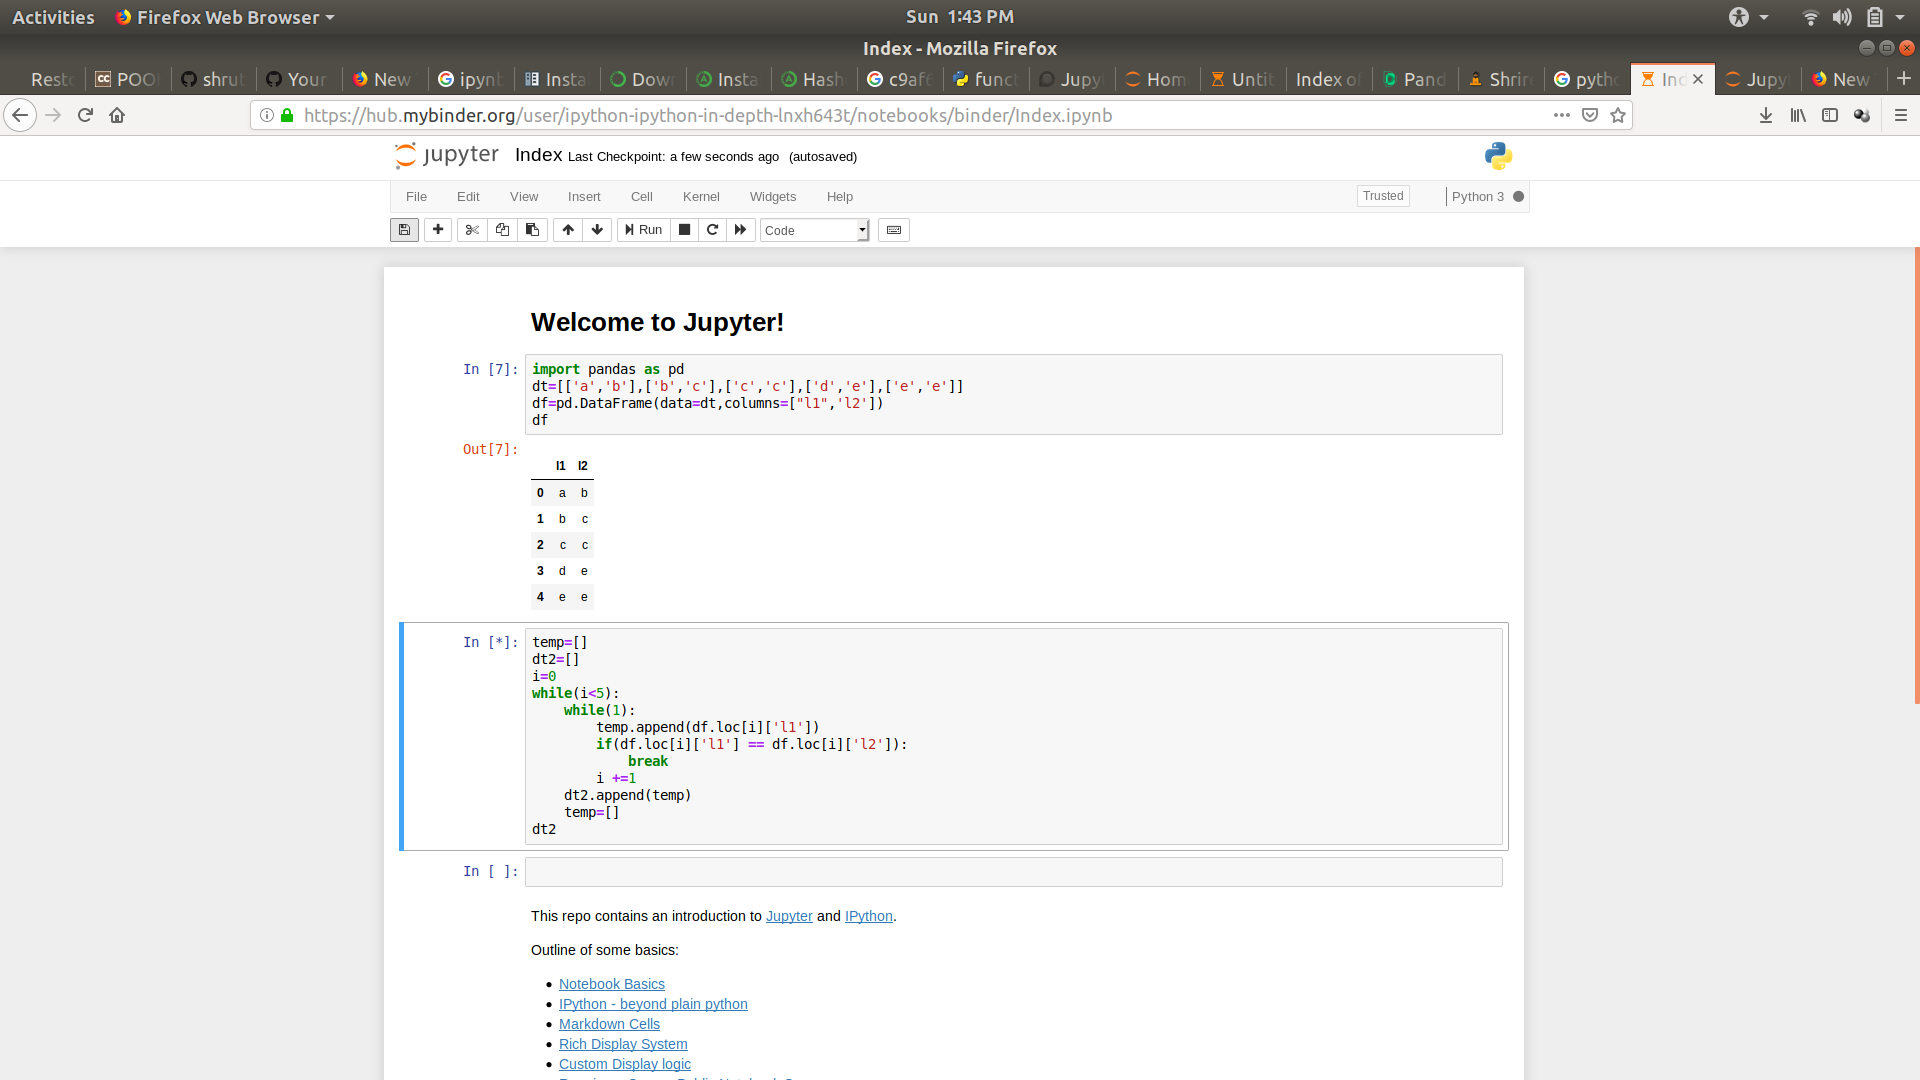 Activities Firefox Web Browser Sun 1:43 PM
Index - Mozilla Firefox
Resto POO shrut Your New ipynb Insta Dow Insta Hash c9af6 funct Jupy Hom Untit Index o Pand Shrir pytho Ind Jupy New
https://hub.mybinder.org/user/ipython-ipython-in-depth-lnxh643t/notebooks/binder/Index.ipynb
jupyter Index Last Checkpoint: a few seconds ago (autosaved)
File Edit View Insert Cell Kernel Widgets Help Trusted Python 3
Run Code
Welcome to Jupyter!
In [7]: import pandas as pd
dt=[['a','b'],['b','c'],['c','c'],['d','e'],['e','e']]
df=pd.DataFrame(data=dt,columns=["l1",'l2'])
df
Out[7]:
l1 l2
0 a b
1 b c
2 c c
3 d e
4 e e
In [*]: temp=[]
dt2=[]
i=0
while(i<5):
while(1):
temp.append(df.loc[i]['l1'])
if(df.loc[i]['l1'] == df.loc[i]['l2']):
break
i +=1
dt2.append(temp)
temp=[]
dt2
In [ ]:
This repo contains an introduction to Jupyter and IPython.
Outline of some basics:
Notebook Basics
IPython - beyond plain python
Markdown Cells
Rich Display System
Custom Display logic